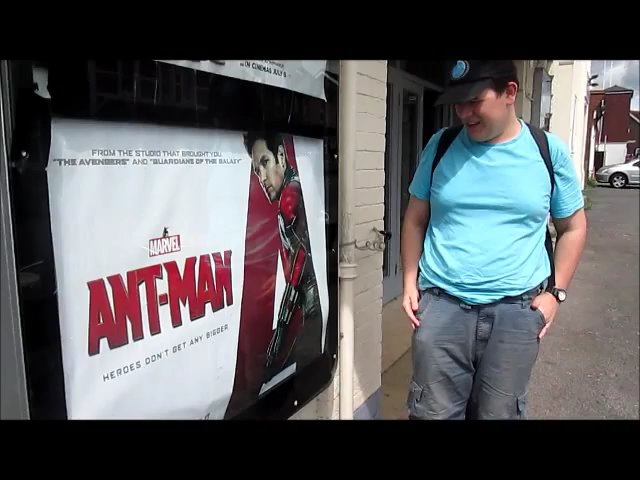 IN CINEMAS JULY
FROM THE STUDIO THAT BROUGHT YOU
"THE AVENGERS" AND "GUARDIANS OF THE GALAXY"
MARVEL
ANT-MAN
HEROES DON'T GET ANY BIGGER